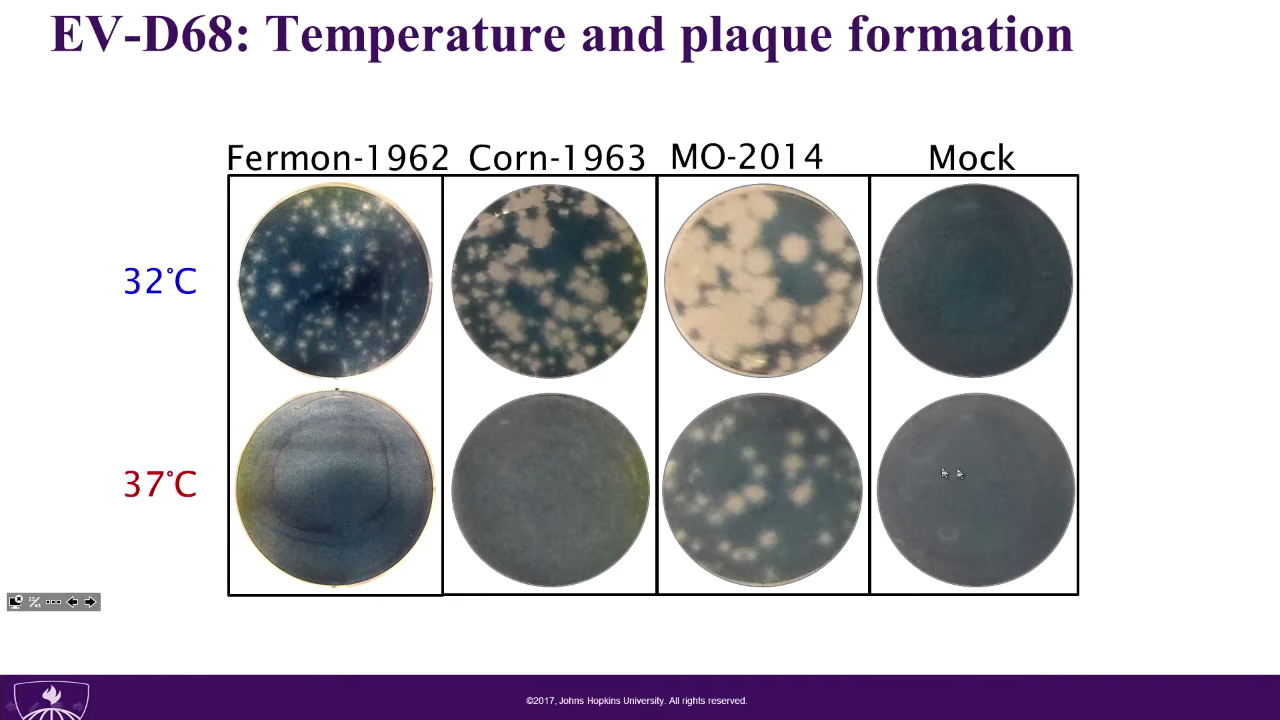 EV-D68: Temperature and plaque formation
Fermon-1962 Corn-1963 MO-2014 Mock
32°C
37°C
©2017, Johns Hopkins University. All rights reserved.